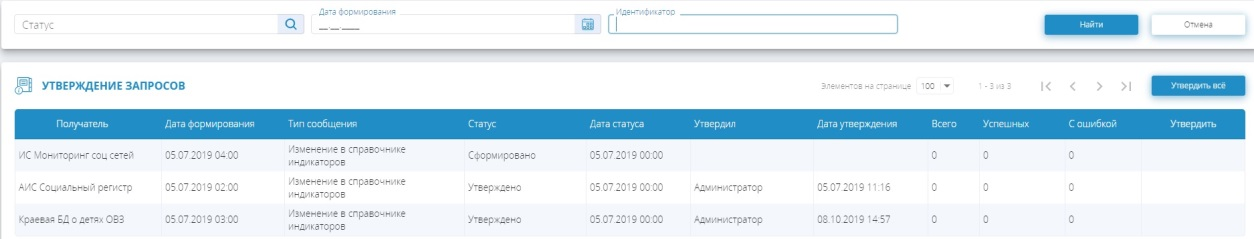 Статус
Дата формирования
__.__.____
Идентификатор
Найти
Отмена
УТВЕРЖДЕНИЕ ЗАПРОСОВ
Элементов на странице 100
1 - 3 из 3
Утвердить всё
Получатель Дата формирования Тип сообщения Статус Дата статуса Утвердил Дата утверждения Всего Успешных С ошибкой Утвердить
ИС Мониторинг соц сетей 05.07.2019 04:00 Изменение в справочнике Сформировано 05.07.2019 00:00 0 0 0
индикаторов
АИС Социальный регистр 05.07.2019 02:00 Изменение в справочнике Утверждено 05.07.2019 00:00 Администратор 05.07.2019 11:16 0 0 0
индикаторов
Краевая БД о детях ОВЗ 05.07.2019 03:00 Изменение в справочнике Утверждено 05.07.2019 00:00 Администратор 08.10.2019 14:57 0 0 0
индикаторов